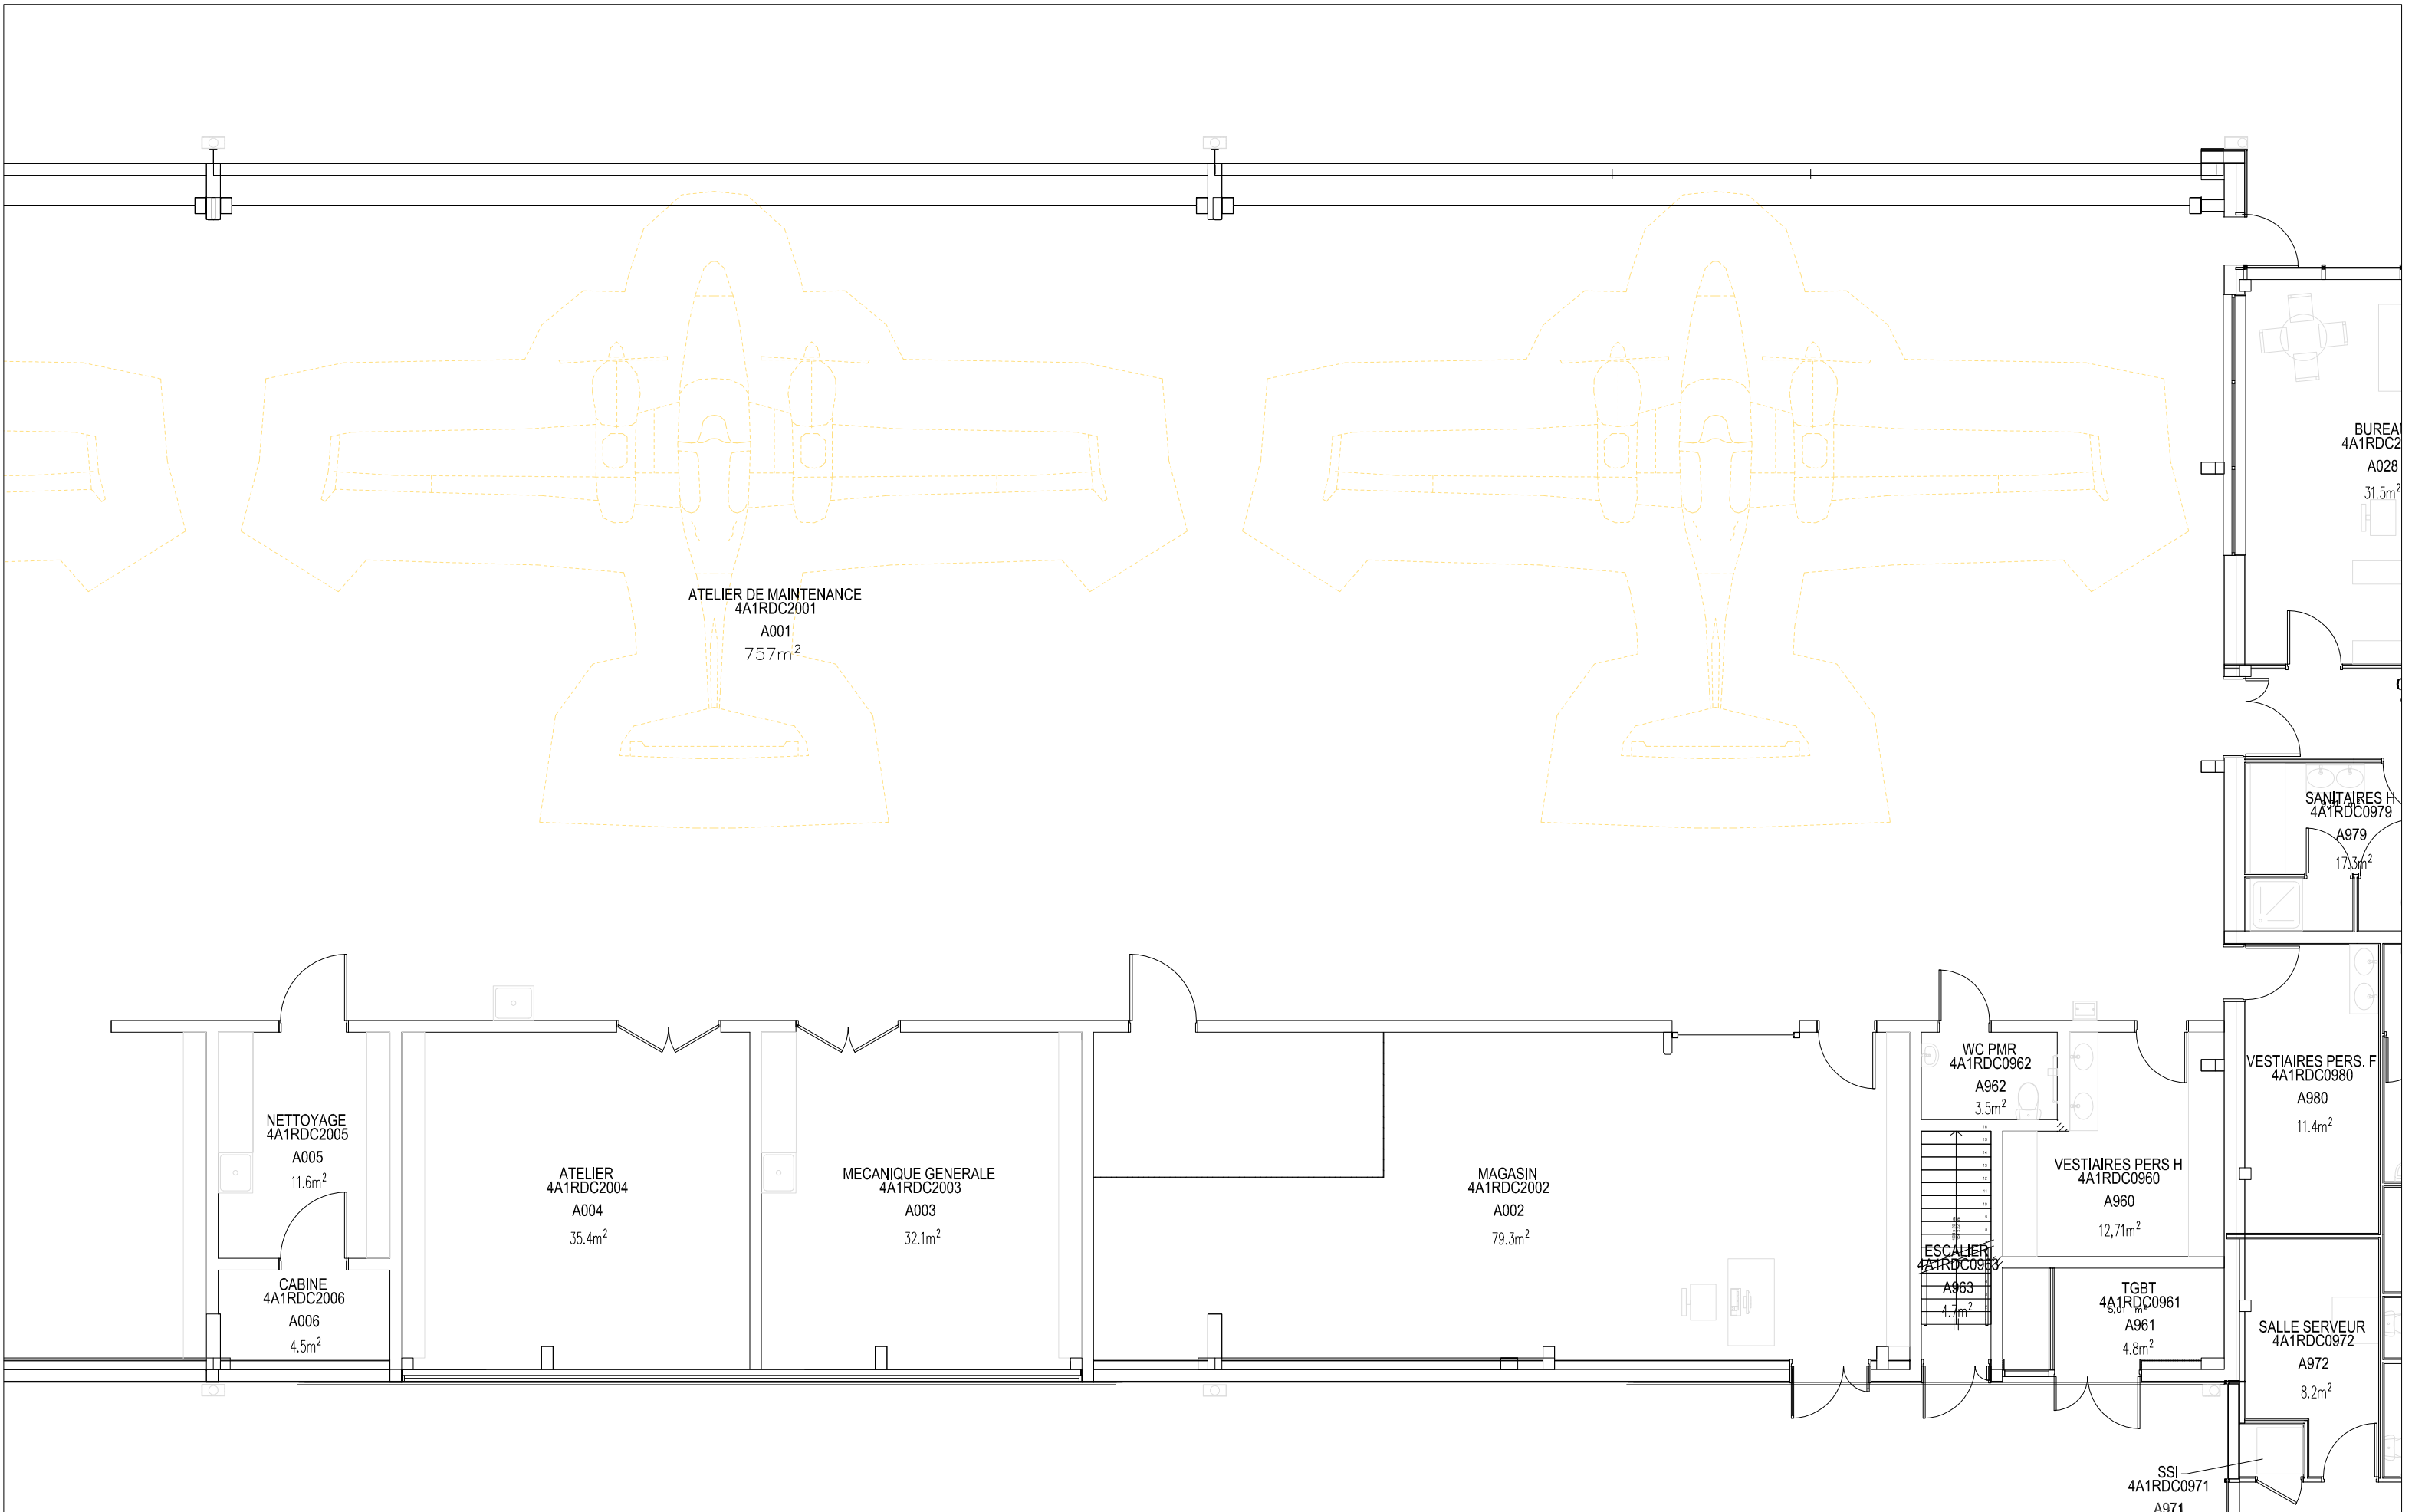 ATELIER DE MAINTENANCE
4A1RDC2001
A001
757m²
BUREAU
4A1RDC2
A028
31.5m²
SANITAIRES H
4A1RDC0979
A979
17.3m²
NETTOYAGE
4A1RDC2005
A005
11.6m²
CABINE
4A1RDC2006
A006
4.5m²
ATELIER
4A1RDC2004
A004
35.4m²
MECANIQUE GENERALE
4A1RDC2003
A003
32.1m²
MAGASIN
4A1RDC2002
A002
79.3m²
WC PMR
4A1RDC0962
A962
3.5m²
ESCALIER
4A1RDC0963
A963
4.7m²
VESTIAIRES PERS H
4A1RDC0960
A960
12,71m²
TGBT
4A1RDC0961
A961
4.8m²
VESTIAIRES PERS. F
4A1RDC0980
A980
11.4m²
SALLE SERVEUR
4A1RDC0972
A972
8.2m²
SSI
4A1RDC0971
A971